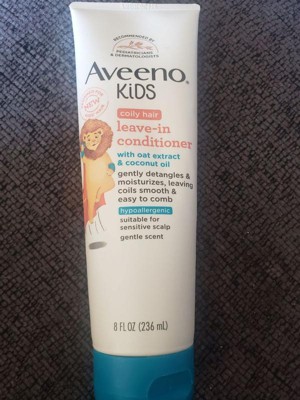 RECOMMENDED BY
PEDIATRICIANS
& DERMATOLOGISTS
Aveeno®
KiDS
NEW
coily hair
leave-in
conditioner
with oat extract
& coconut oil
gently detangles &
moisturizes, leaving
coils smooth &
easy to comb
hypoallergenic
suitable for
sensitive scalp
gentle scent
8 FL OZ (236 mL)